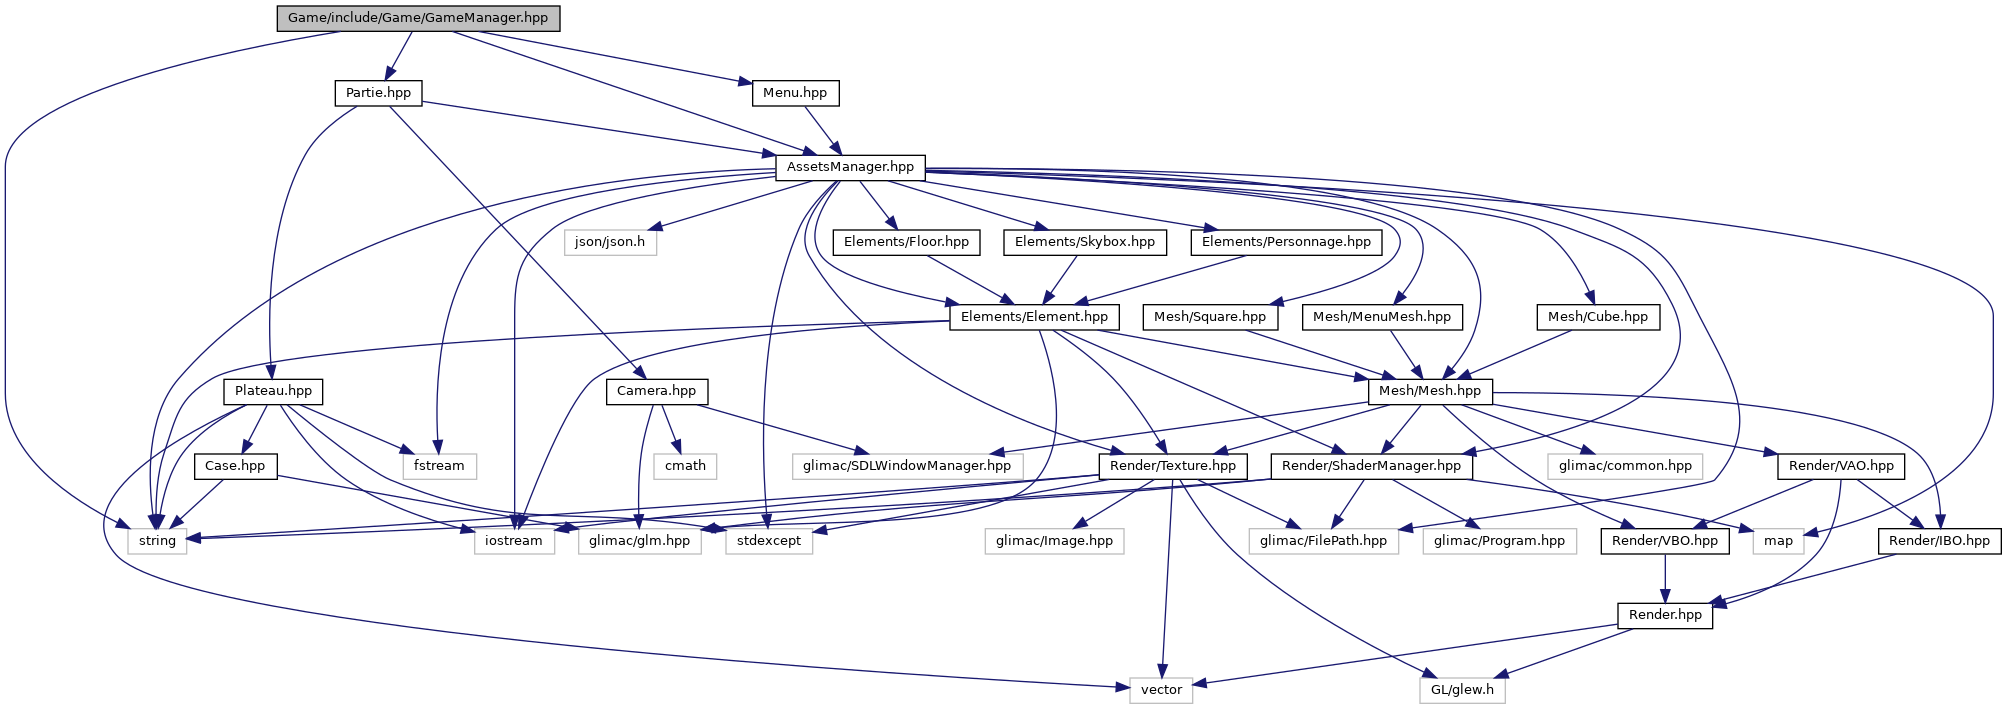 Game/include/Game/GameManager.hpp
Partie.hpp
Menu.hpp
AssetsManager.hpp
json/json.h
Elements/Floor.hpp
Elements/Skybox.hpp
Elements/Personnage.hpp
Elements/Element.hpp
Mesh/Square.hpp
Mesh/MenuMesh.hpp
Mesh/Cube.hpp
Plateau.hpp
Camera.hpp
Mesh/Mesh.hpp
Case.hpp
fstream
cmath
glimac/SDLWindowManager.hpp
Render/Texture.hpp
Render/ShaderManager.hpp
glimac/common.hpp
Render/VAO.hpp
string
iostream
glimac/glm.hpp
stdexcept
glimac/Image.hpp
glimac/FilePath.hpp
glimac/Program.hpp
Render/VBO.hpp
map
Render/IBO.hpp
Render.hpp
vector
GL/glew.h